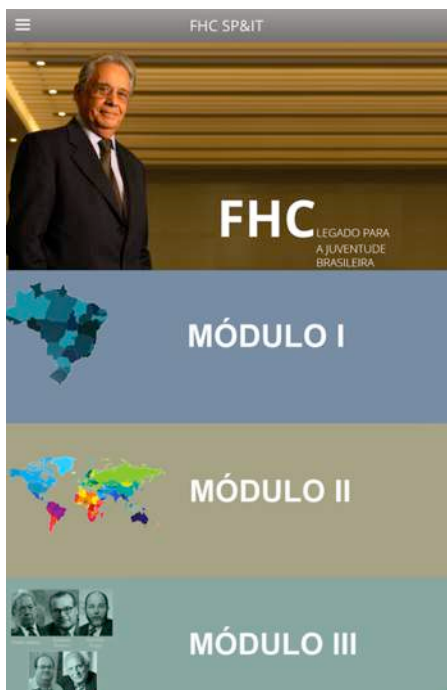 FHC SP&IT
FHC
LEGADO PARA
A JUVENTUDE
BRASILEIRA
MÓDULO I
MÓDULO II
MÓDULO III